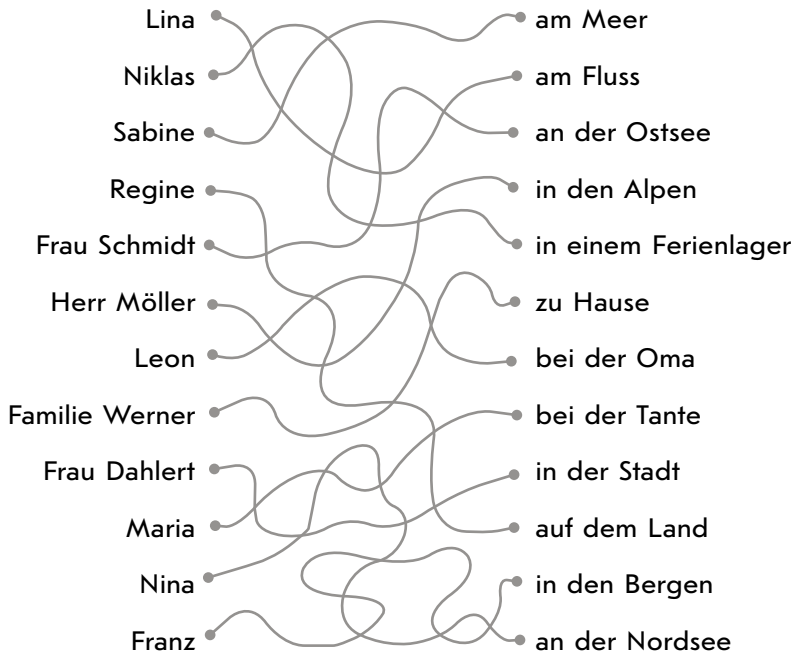 Lina am Meer
Niklas am Fluss
Sabine an der Ostsee
Regine in den Alpen
Frau Schmidt in einem Ferienlager
Herr Möller zu Hause
Leon bei der Oma
Familie Werner bei der Tante
Frau Dahlert in der Stadt
Maria auf dem Land
Nina in den Bergen
Franz an der Nordsee